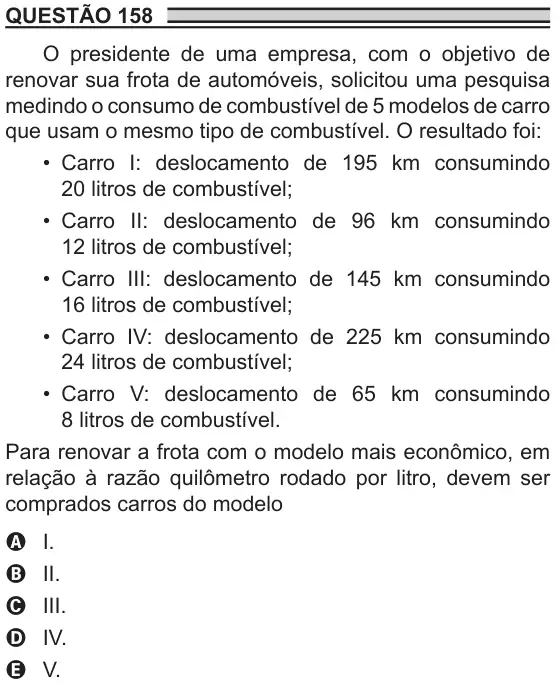 QUESTÃO 158
O presidente de uma empresa, com o objetivo de
renovar sua frota de automóveis, solicitou uma pesquisa
medindo o consumo de combustível de 5 modelos de carro
que usam o mesmo tipo de combustível. O resultado foi:
• Carro I: deslocamento de 195 km consumindo
20 litros de combustível;
• Carro II: deslocamento de 96 km consumindo
12 litros de combustível;
• Carro III: deslocamento de 145 km consumindo
16 litros de combustível;
• Carro IV: deslocamento de 225 km consumindo
24 litros de combustível;
• Carro V: deslocamento de 65 km consumindo
8 litros de combustível.
Para renovar a frota com o modelo mais econômico, em
relação à razão quilômetro rodado por litro, devem ser
comprados carros do modelo
A I.
B II.
C III.
D IV.
E V.